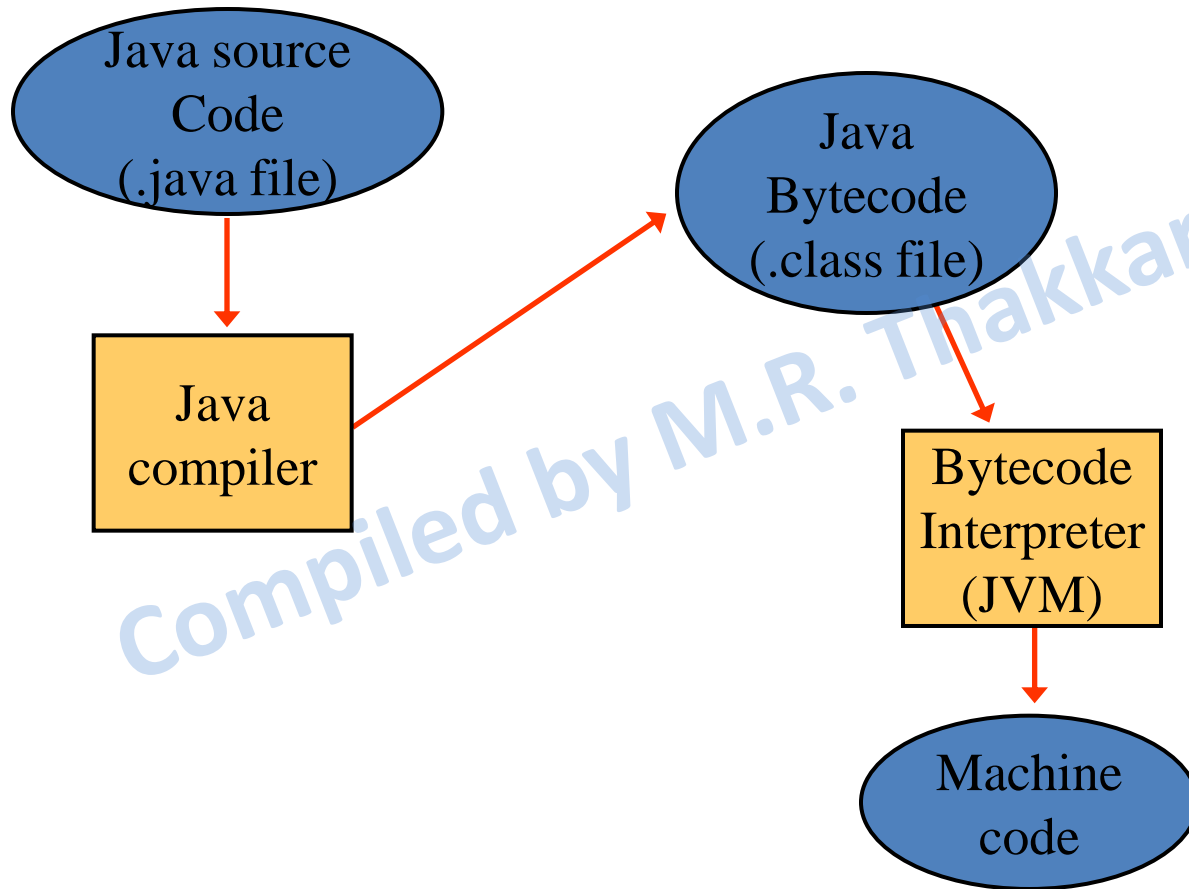 Java source
Code
(.java file)
Java
compiler
Java
Bytecode
(.class file)
Bytecode
Interpreter
(JVM)
Machine
code
Compiled by M.R. Thakkar